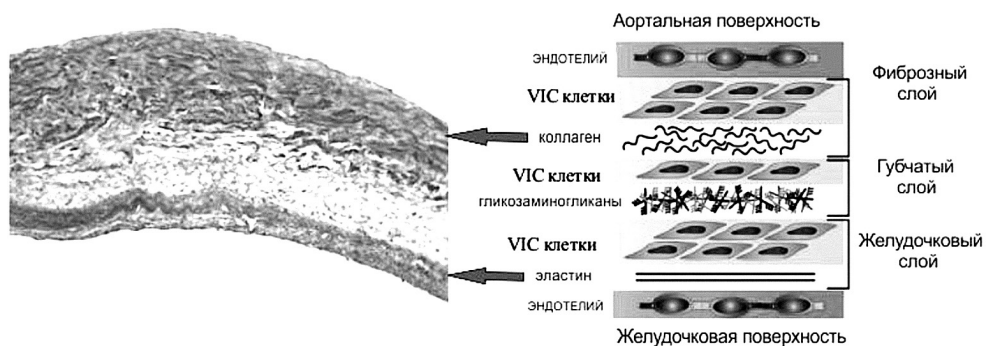 Аортальная поверхность
ЭНДОТЕЛИЙ
Фиброзный
слой
VIC клетки
коллаген
Губчатый
слой
VIC клетки
гликозаминогликаны
Желудочковый
слой
VIC клетки
эластин
ЭНДОТЕЛИЙ
Желудочковая поверхность